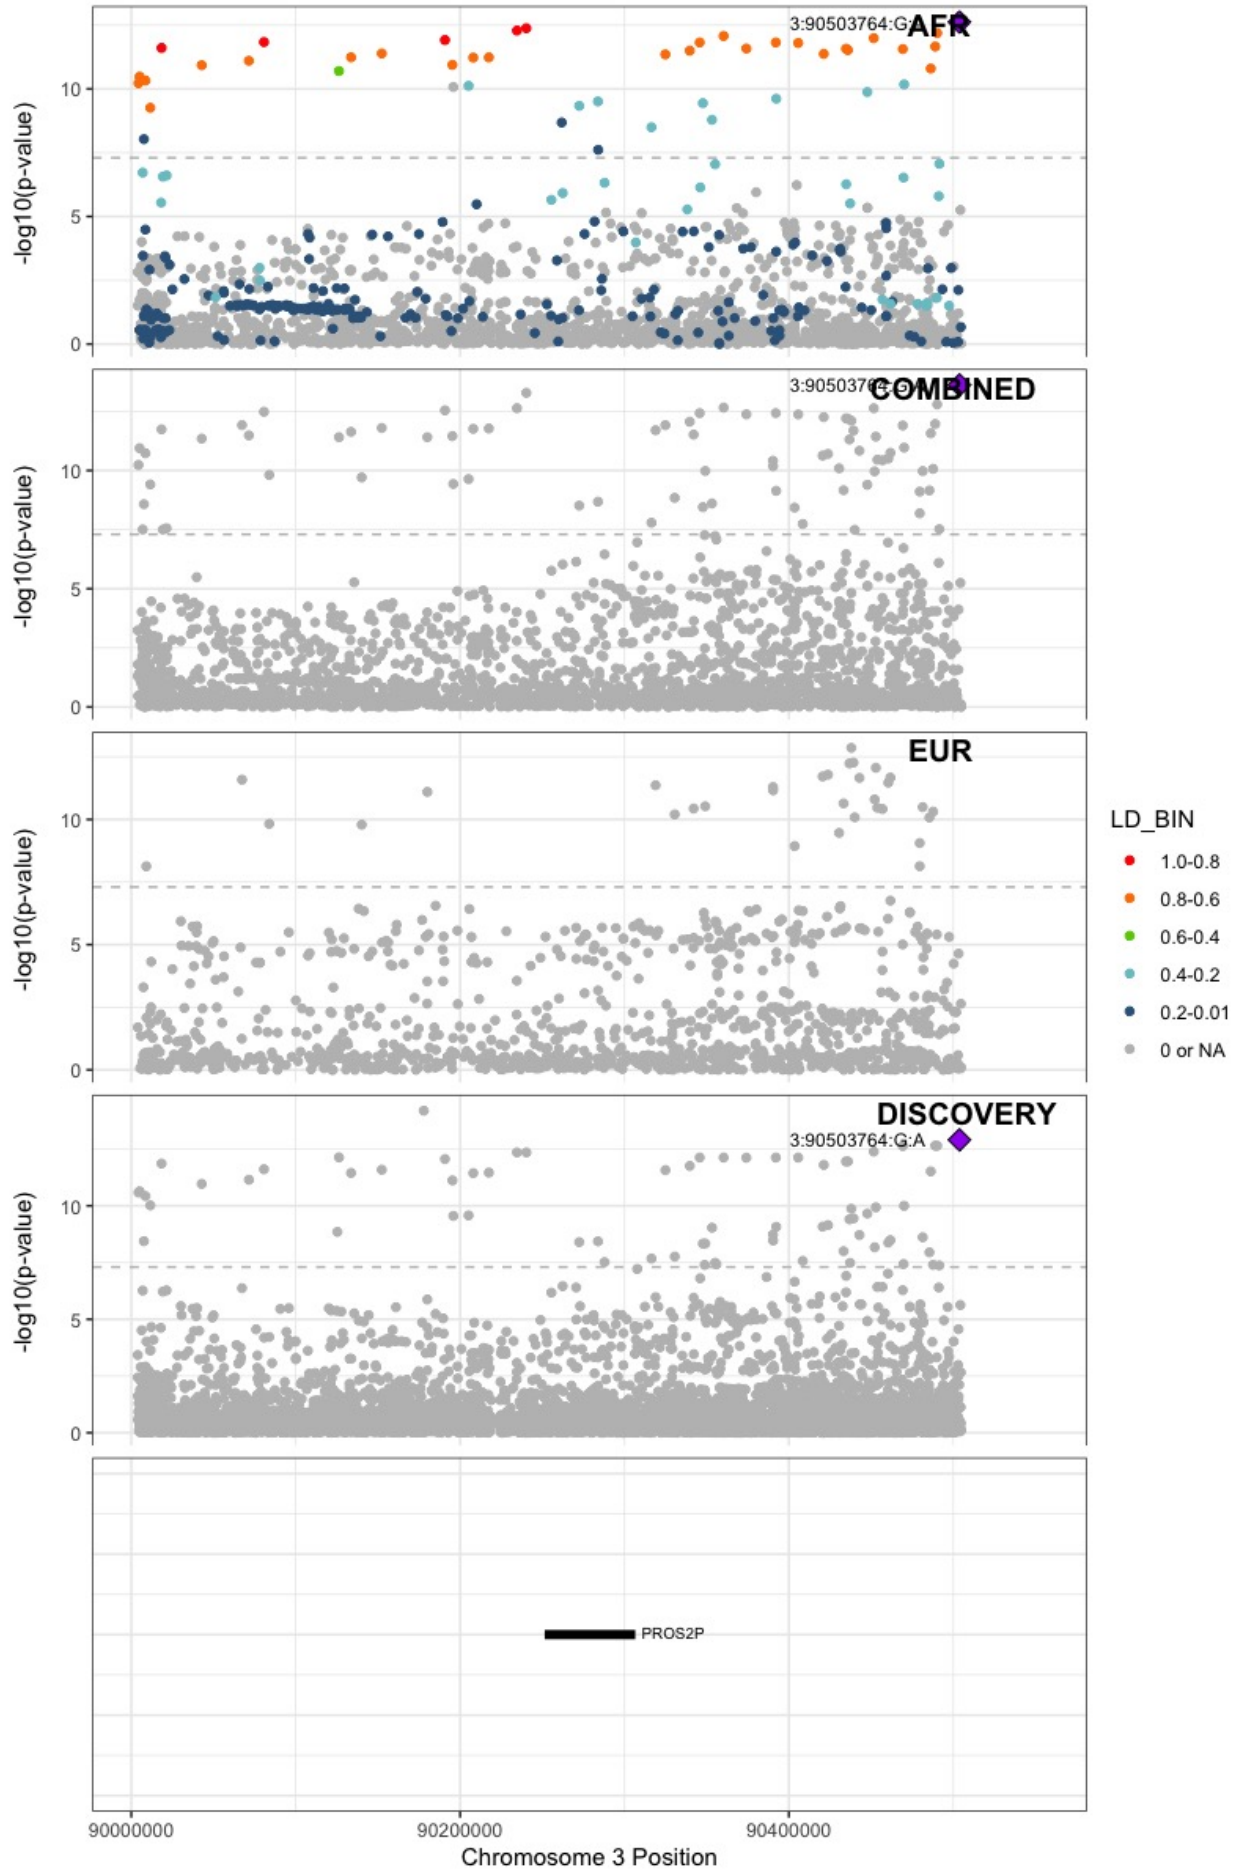 3:90503764:G:A AFR
-log10(p-value)
10
5
0
3:90503764:G:A COMBINED
-log10(p-value)
10
5
0
EUR
-log10(p-value)
10
5
0
DISCOVERY
3:90503764:G:A
-log10(p-value)
10
5
0
LD_BIN
1.0-0.8
0.8-0.6
0.6-0.4
0.4-0.2
0.2-0.01
0 or NA
PROS2P
90000000 90200000 90400000
Chromosome 3 Position